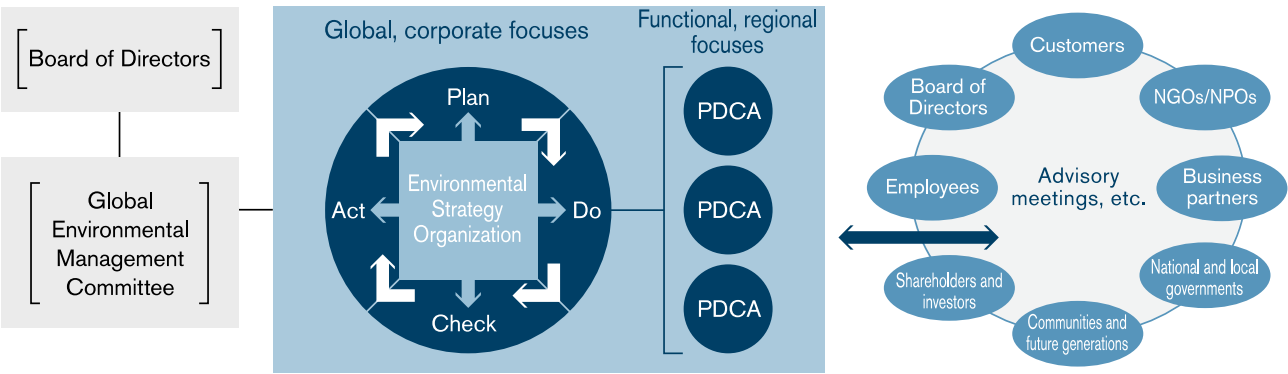 Board of Directors
Global
Environmental
Management
Committee
Global, corporate focuses
Plan
Act
Environmental
Strategy
Organization
Do
Check
Functional, regional
focuses
PDCA
PDCA
PDCA
Customers
Board of
Directors
NGOs/NPOs
Employees
Advisory
meetings, etc.
Business
partners
Shareholders and
investors
National and local
governments
Communities and
future generations